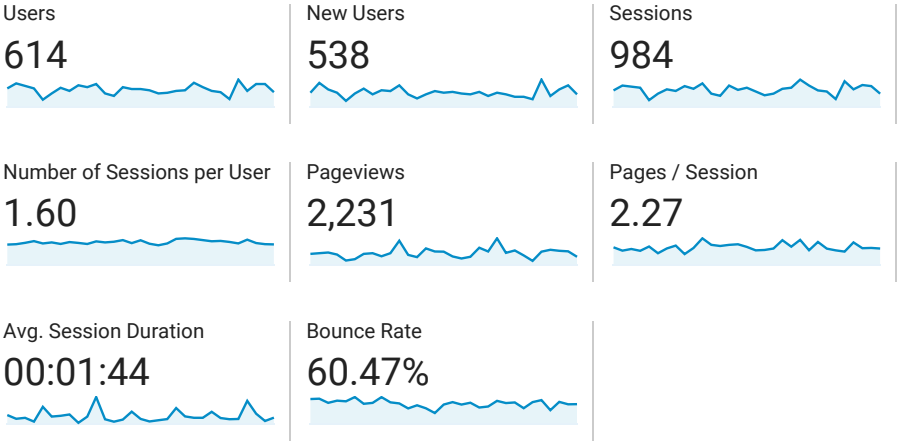 Users
614
New Users
538
Sessions
984
Number of Sessions per User
1.60
Pageviews
2,231
Pages / Session
2.27
Avg. Session Duration
00:01:44
Bounce Rate
60.47%